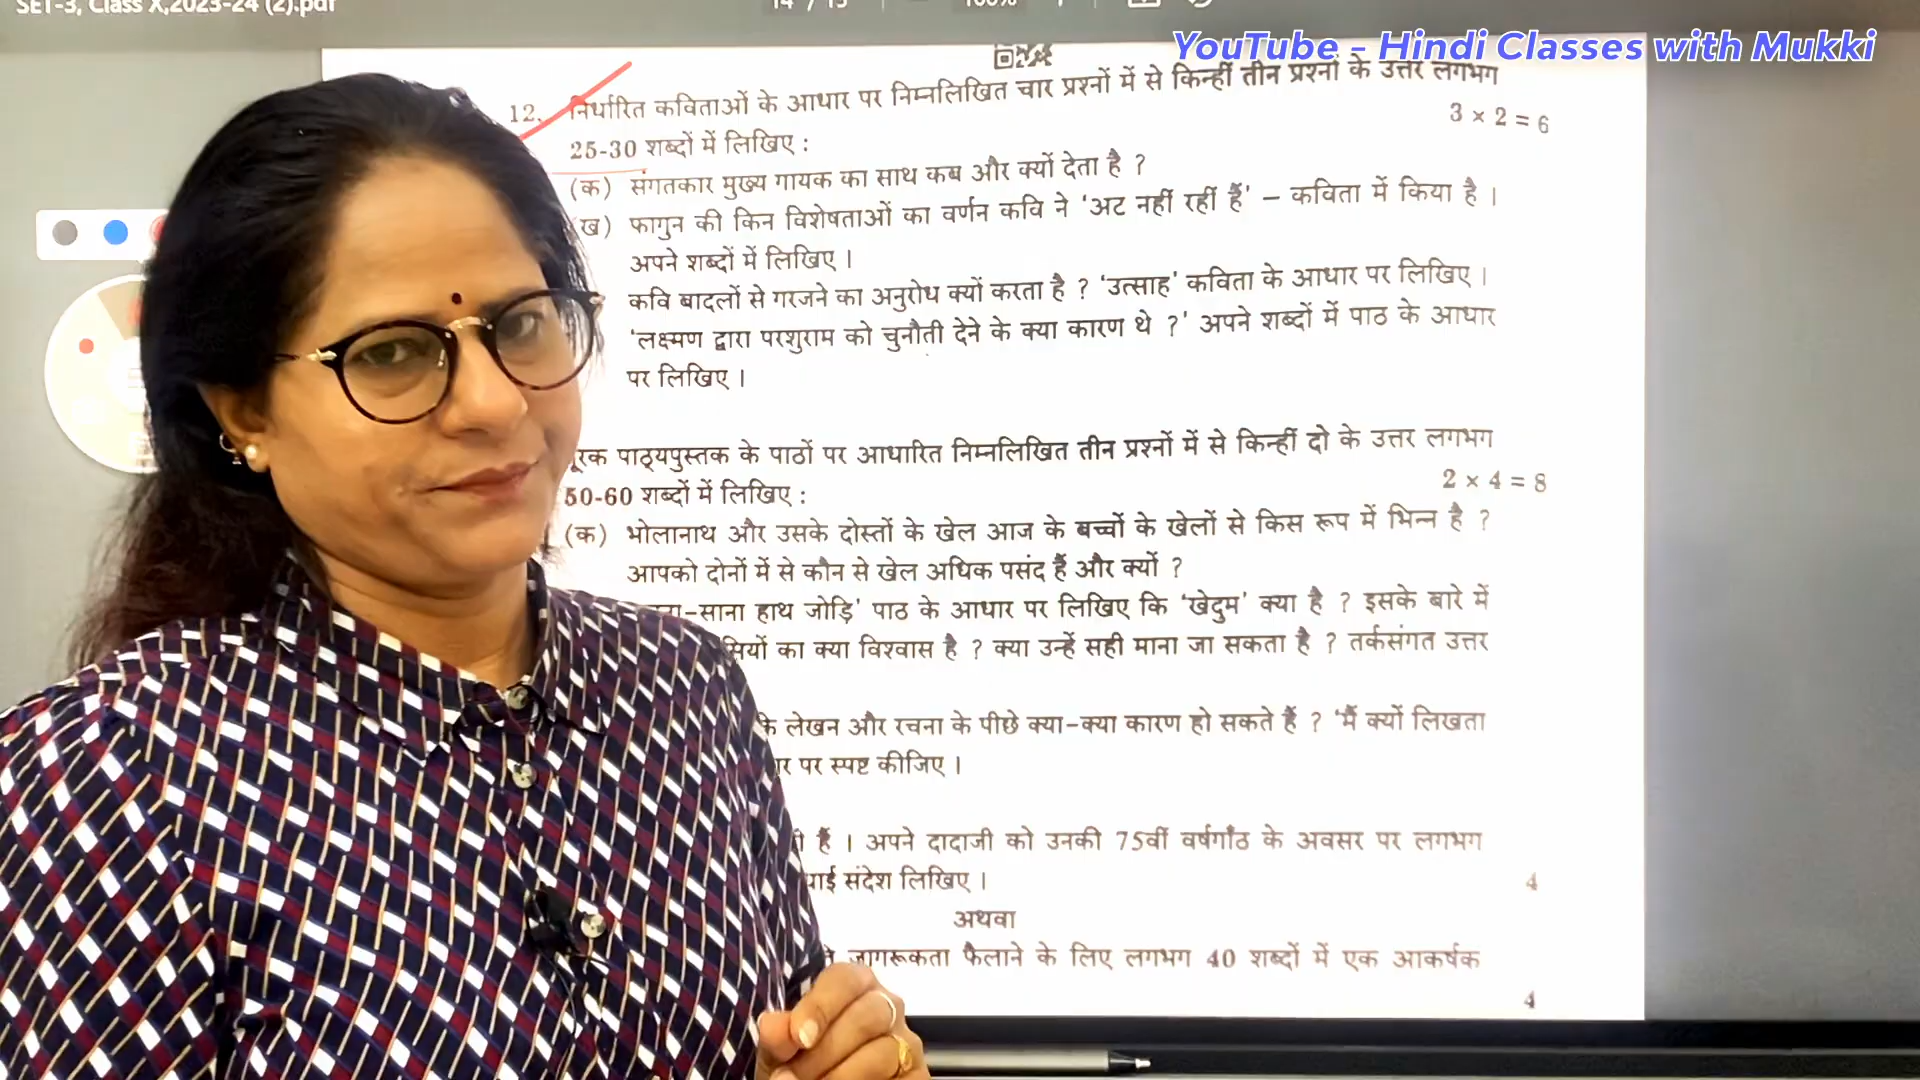 SET-3, Class X,2023-24 (2).pdf
14 / 15
100%
YouTube – Hindi Classes with Mukki
12. निर्धारित कविताओं के आधार पर निम्नलिखित चार प्रश्नों में से किन्हीं तीन प्रश्नों के उत्तर लगभग
25-30 शब्दों में लिखिए :
3 × 2 = 6
(क) संगतकार मुख्य गायक का साथ कब और क्यों देता है ?
(ख) फागुन की किन विशेषताओं का वर्णन कवि ने 'अट नहीं रहीं हैं' – कविता में किया है ।
अपने शब्दों में लिखिए ।
कवि बादलों से गरजने का अनुरोध क्यों करता है ? 'उत्साह' कविता के आधार पर लिखिए ।
'लक्ष्मण द्वारा परशुराम को चुनौती देने के क्या कारण थे ?' अपने शब्दों में पाठ के आधार
पर लिखिए ।
पाठ्यपुस्तक के पाठों पर आधारित निम्नलिखित तीन प्रश्नों में से किन्हीं दो के उत्तर लगभग
50-60 शब्दों में लिखिए :
2 × 4 = 8
(क) भोलानाथ और उसके दोस्तों के खेल आज के बच्चों के खेलों से किस रूप में भिन्न है ?
आपको दोनों में से कौन से खेल अधिक पसंद हैं और क्यों ?
साना हाथ जोड़ि' पाठ के आधार पर लिखिए कि 'खेदुम' क्या है ? इसके बारे में
का क्या विश्वास है ? क्या उन्हें सही माना जा सकता है ? तर्कसंगत उत्तर
लेखन और रचना के पीछे क्या-क्या कारण हो सकते हैं ? 'मैं क्यों लिखता
पर स्पष्ट कीजिए ।
हैं । अपने दादाजी को उनकी 75वीं वर्षगाँठ के अवसर पर लगभग
संदेश लिखिए ।
4
अथवा
जागरूकता फैलाने के लिए लगभग 40 शब्दों में एक आकर्षक
4